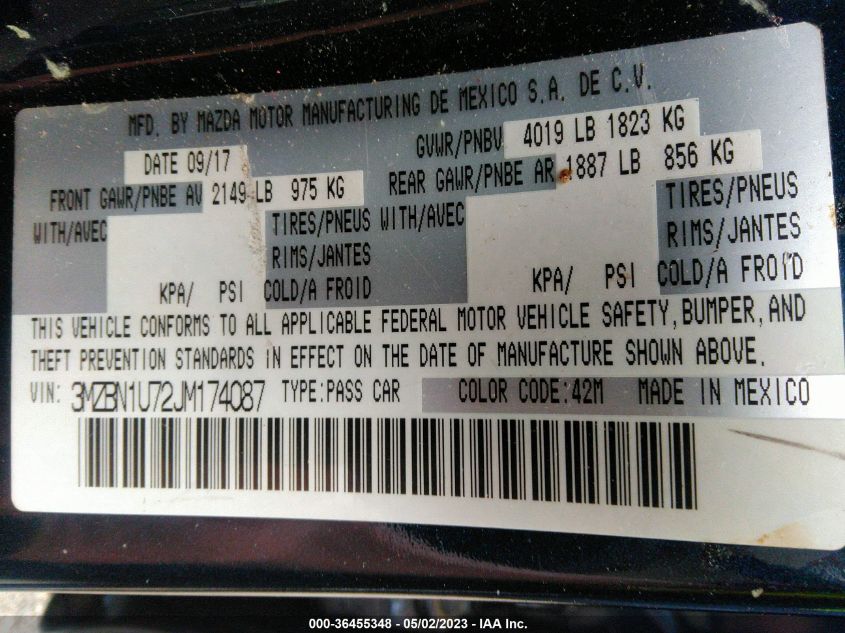 MFD. BY MAZDA MOTOR MANUFACTURING DE MEXICO S.A. DE C.V.
DATE 09/17 GVWR/PNBV 4019 LB 1823 KG
FRONT GAWR/PNBE AV 2149 LB 975 KG REAR GAWR/PNBE AR 1887 LB 856 KG
WITH/AVEC TIRES/PNEUS WITH/AVEC TIRES/PNEUS
RIMS/JANTES RIMS/JANTES
KPA/ PSI COLD/A FROID KPA/ PSI COLD/A FROID
THIS VEHICLE CONFORMS TO ALL APPLICABLE FEDERAL MOTOR VEHICLE SAFETY, BUMPER, AND
THEFT PREVENTION STANDARDS IN EFFECT ON THE DATE OF MANUFACTURE SHOWN ABOVE.
VIN: 3MZBN1U72JM174087 TYPE:PASS CAR COLOR CODE:42M MADE IN MEXICO
000-36455348 - 05/02/2023 - IAA Inc.